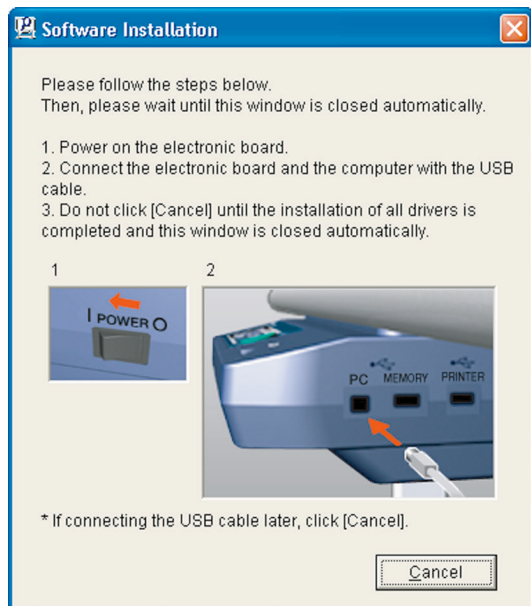 Software Installation
Please follow the steps below.
Then, please wait until this window is closed automatically.
1. Power on the electronic board.
2. Connect the electronic board and the computer with the USB
cable.
3. Do not click [Cancel] until the installation of all drivers is
completed and this window is closed automatically.
1
2
I POWER O
PC MEMORY PRINTER
* If connecting the USB cable later, click [Cancel].
Cancel